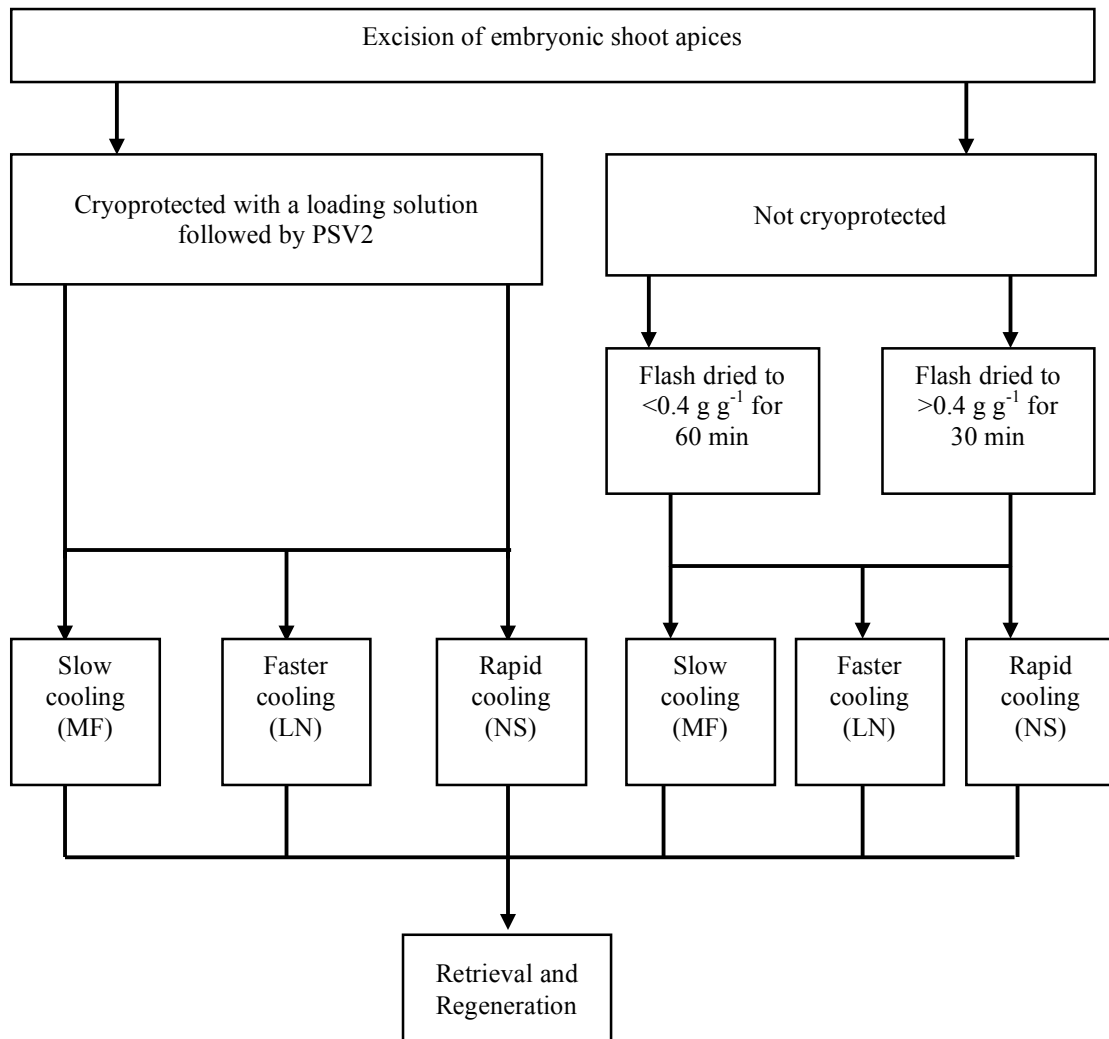 Excision of embryonic shoot apices
Cryoprotected with a loading solution
followed by PSV2
Not cryoprotected
Flash dried to
<0.4 g g⁻¹ for
60 min
Flash dried to
>0.4 g g⁻¹ for
30 min
Slow
cooling
(MF)
Faster
cooling
(LN)
Rapid
cooling
(NS)
Slow
cooling
(MF)
Faster
cooling
(LN)
Rapid
cooling
(NS)
Retrieval and
Regeneration